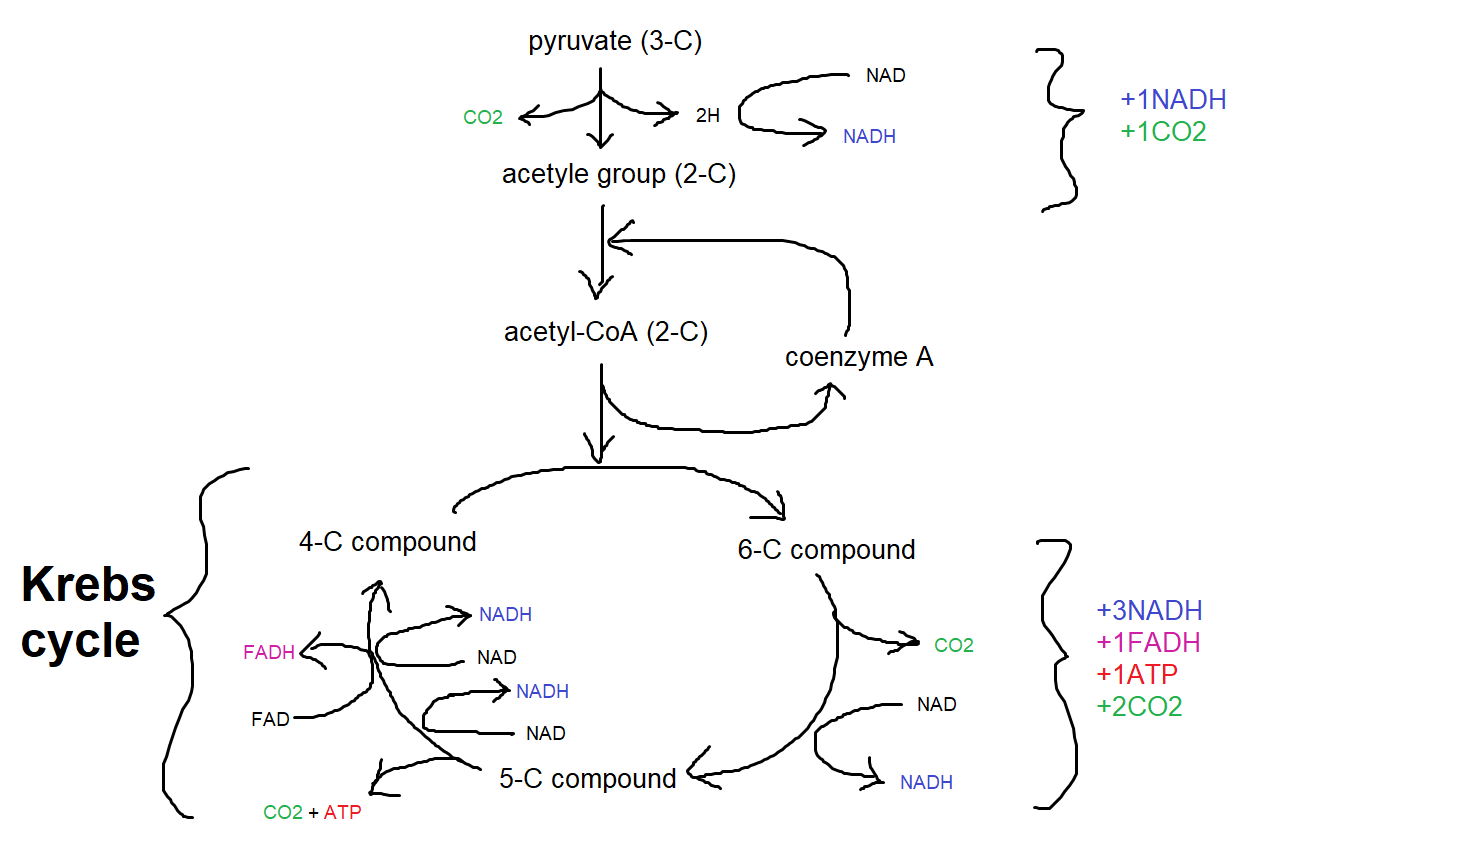 pyruvate (3-C)
NAD
CO2
2H
NADH
+1NADH
+1CO2
acetyle group (2-C)
acetyl-CoA (2-C)
coenzyme A
Krebs
cycle
4-C compound
6-C compound
NADH
FADH
NAD
NADH
FAD
NAD
CO2
NAD
5-C compound
NADH
CO2 + ATP
+3NADH
+1FADH
+1ATP
+2CO2